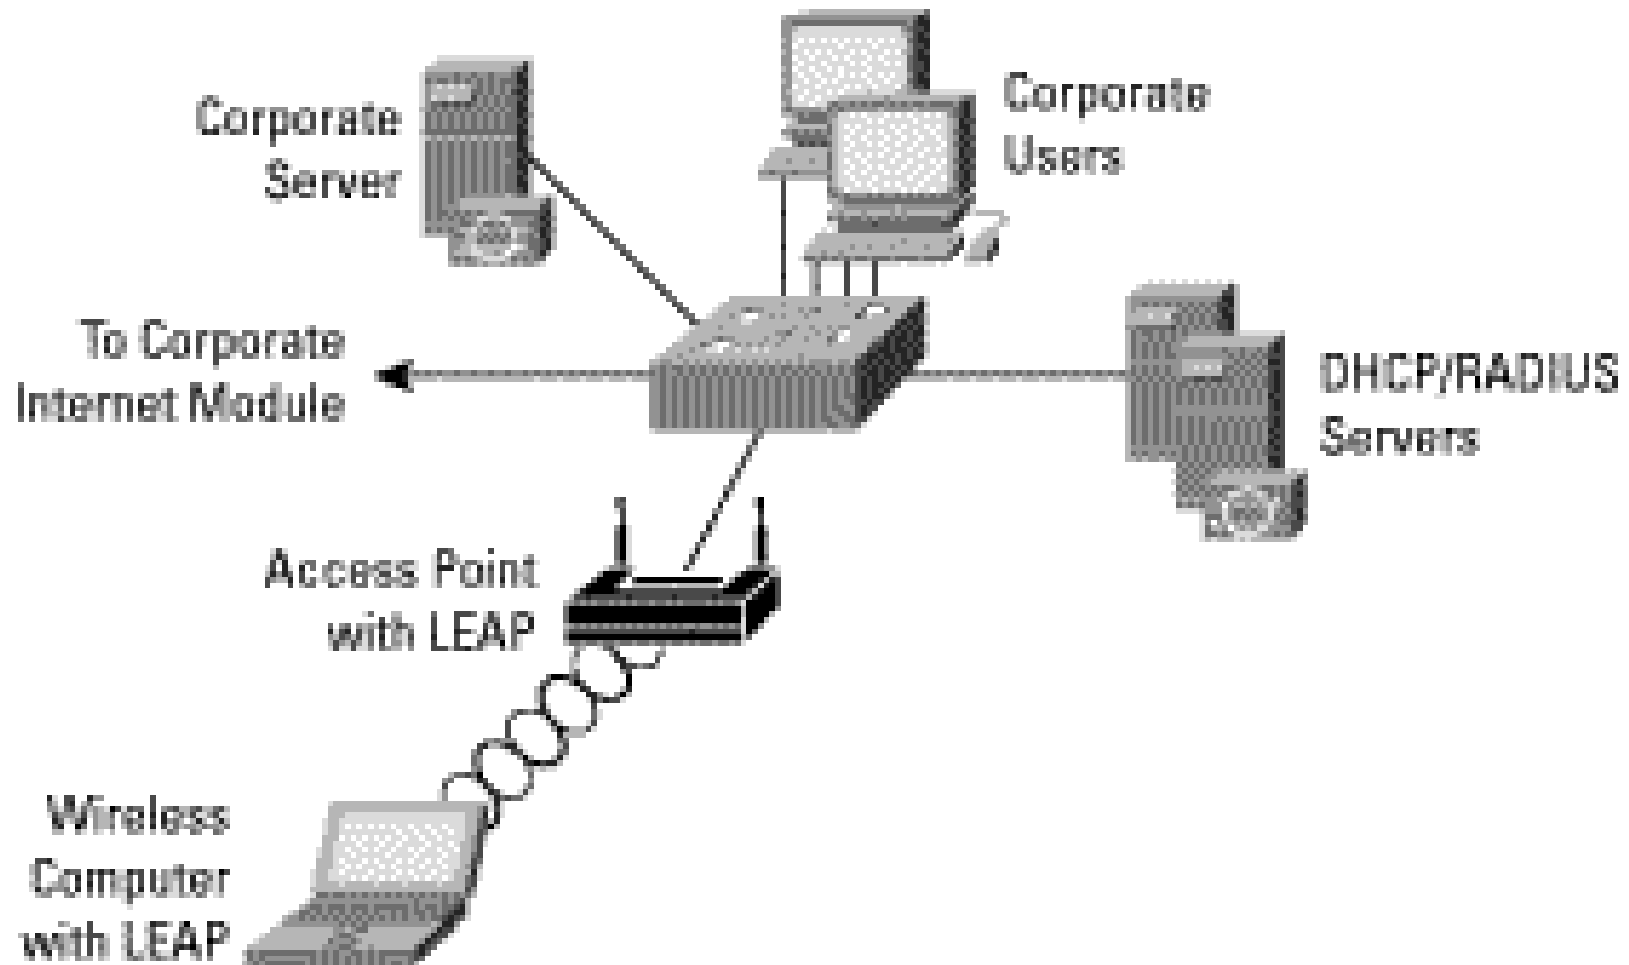 Corporate
Server
Corporate
Users
To Corporate
Internet Module
DHCP/RADIUS
Servers
Access Point
with LEAP
Wireless
Computer
with LEAP